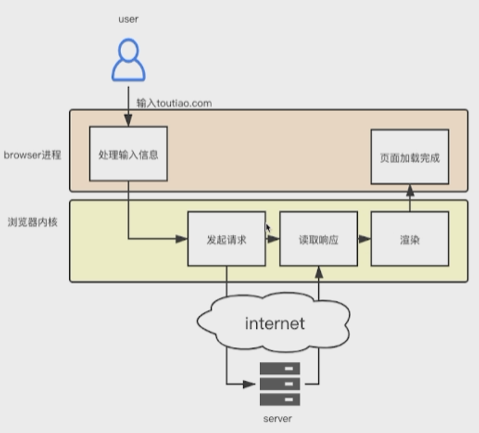 user
输入toutiao.com
browser进程
处理输入信息
页面加载完成
浏览器内核
发起请求
读取响应
渲染
internet
server